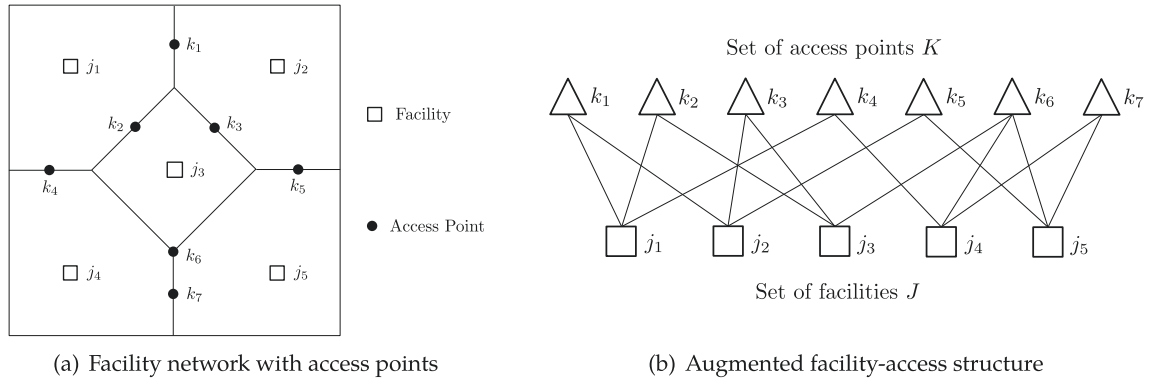 k1
j1
j2
k2
k3
j3
k4
k5
k6
j4
j5
k7
Facility
Access Point
(a) Facility network with access points
Set of access points K
k1
k2
k3
k4
k5
k6
k7
j1
j2
j3
j4
j5
Set of facilities J
(b) Augmented facility-access structure